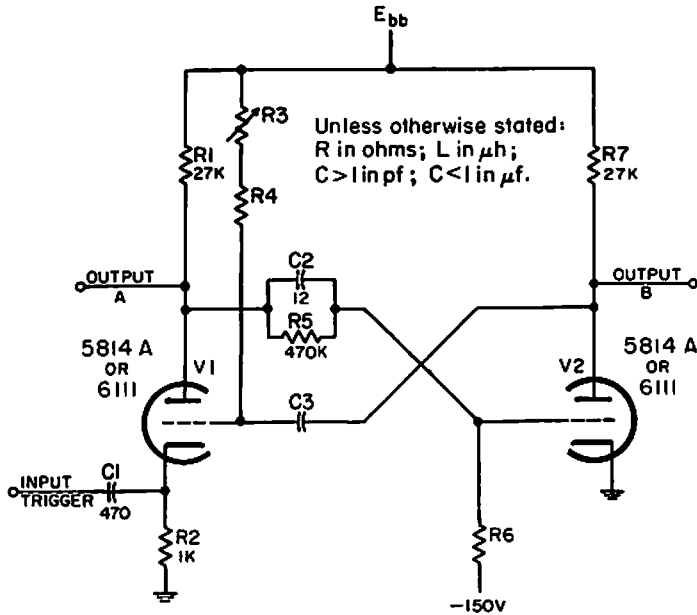 Ebb
R3
Unless otherwise stated:
R in ohms; L in μh;
C>1 in pf; C<1 in μf.
R1
27K
R7
27K
R4
OUTPUT
A
C2
12
R5
470K
OUTPUT
B
5814 A
OR
6111
V1
V2
5814 A
OR
6111
C3
INPUT
TRIGGER
C1
470
R2
1K
R6
-150V